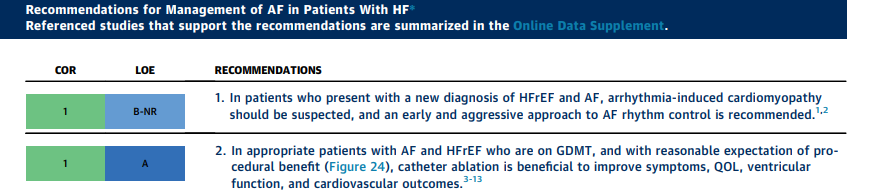 Recommendations for Management of AF in Patients With HF*
Referenced studies that support the recommendations are summarized in the Online Data Supplement.
COR LOE RECOMMENDATIONS
1 B-NR 1. In patients who present with a new diagnosis of HFrEF and AF, arrhythmia-induced cardiomyopathy
should be suspected, and an early and aggressive approach to AF rhythm control is recommended.1,2
1 A 2. In appropriate patients with AF and HFrEF who are on GDMT, and with reasonable expectation of pro-
cedural benefit (Figure 24), catheter ablation is beneficial to improve symptoms, QOL, ventricular
function, and cardiovascular outcomes.3-13